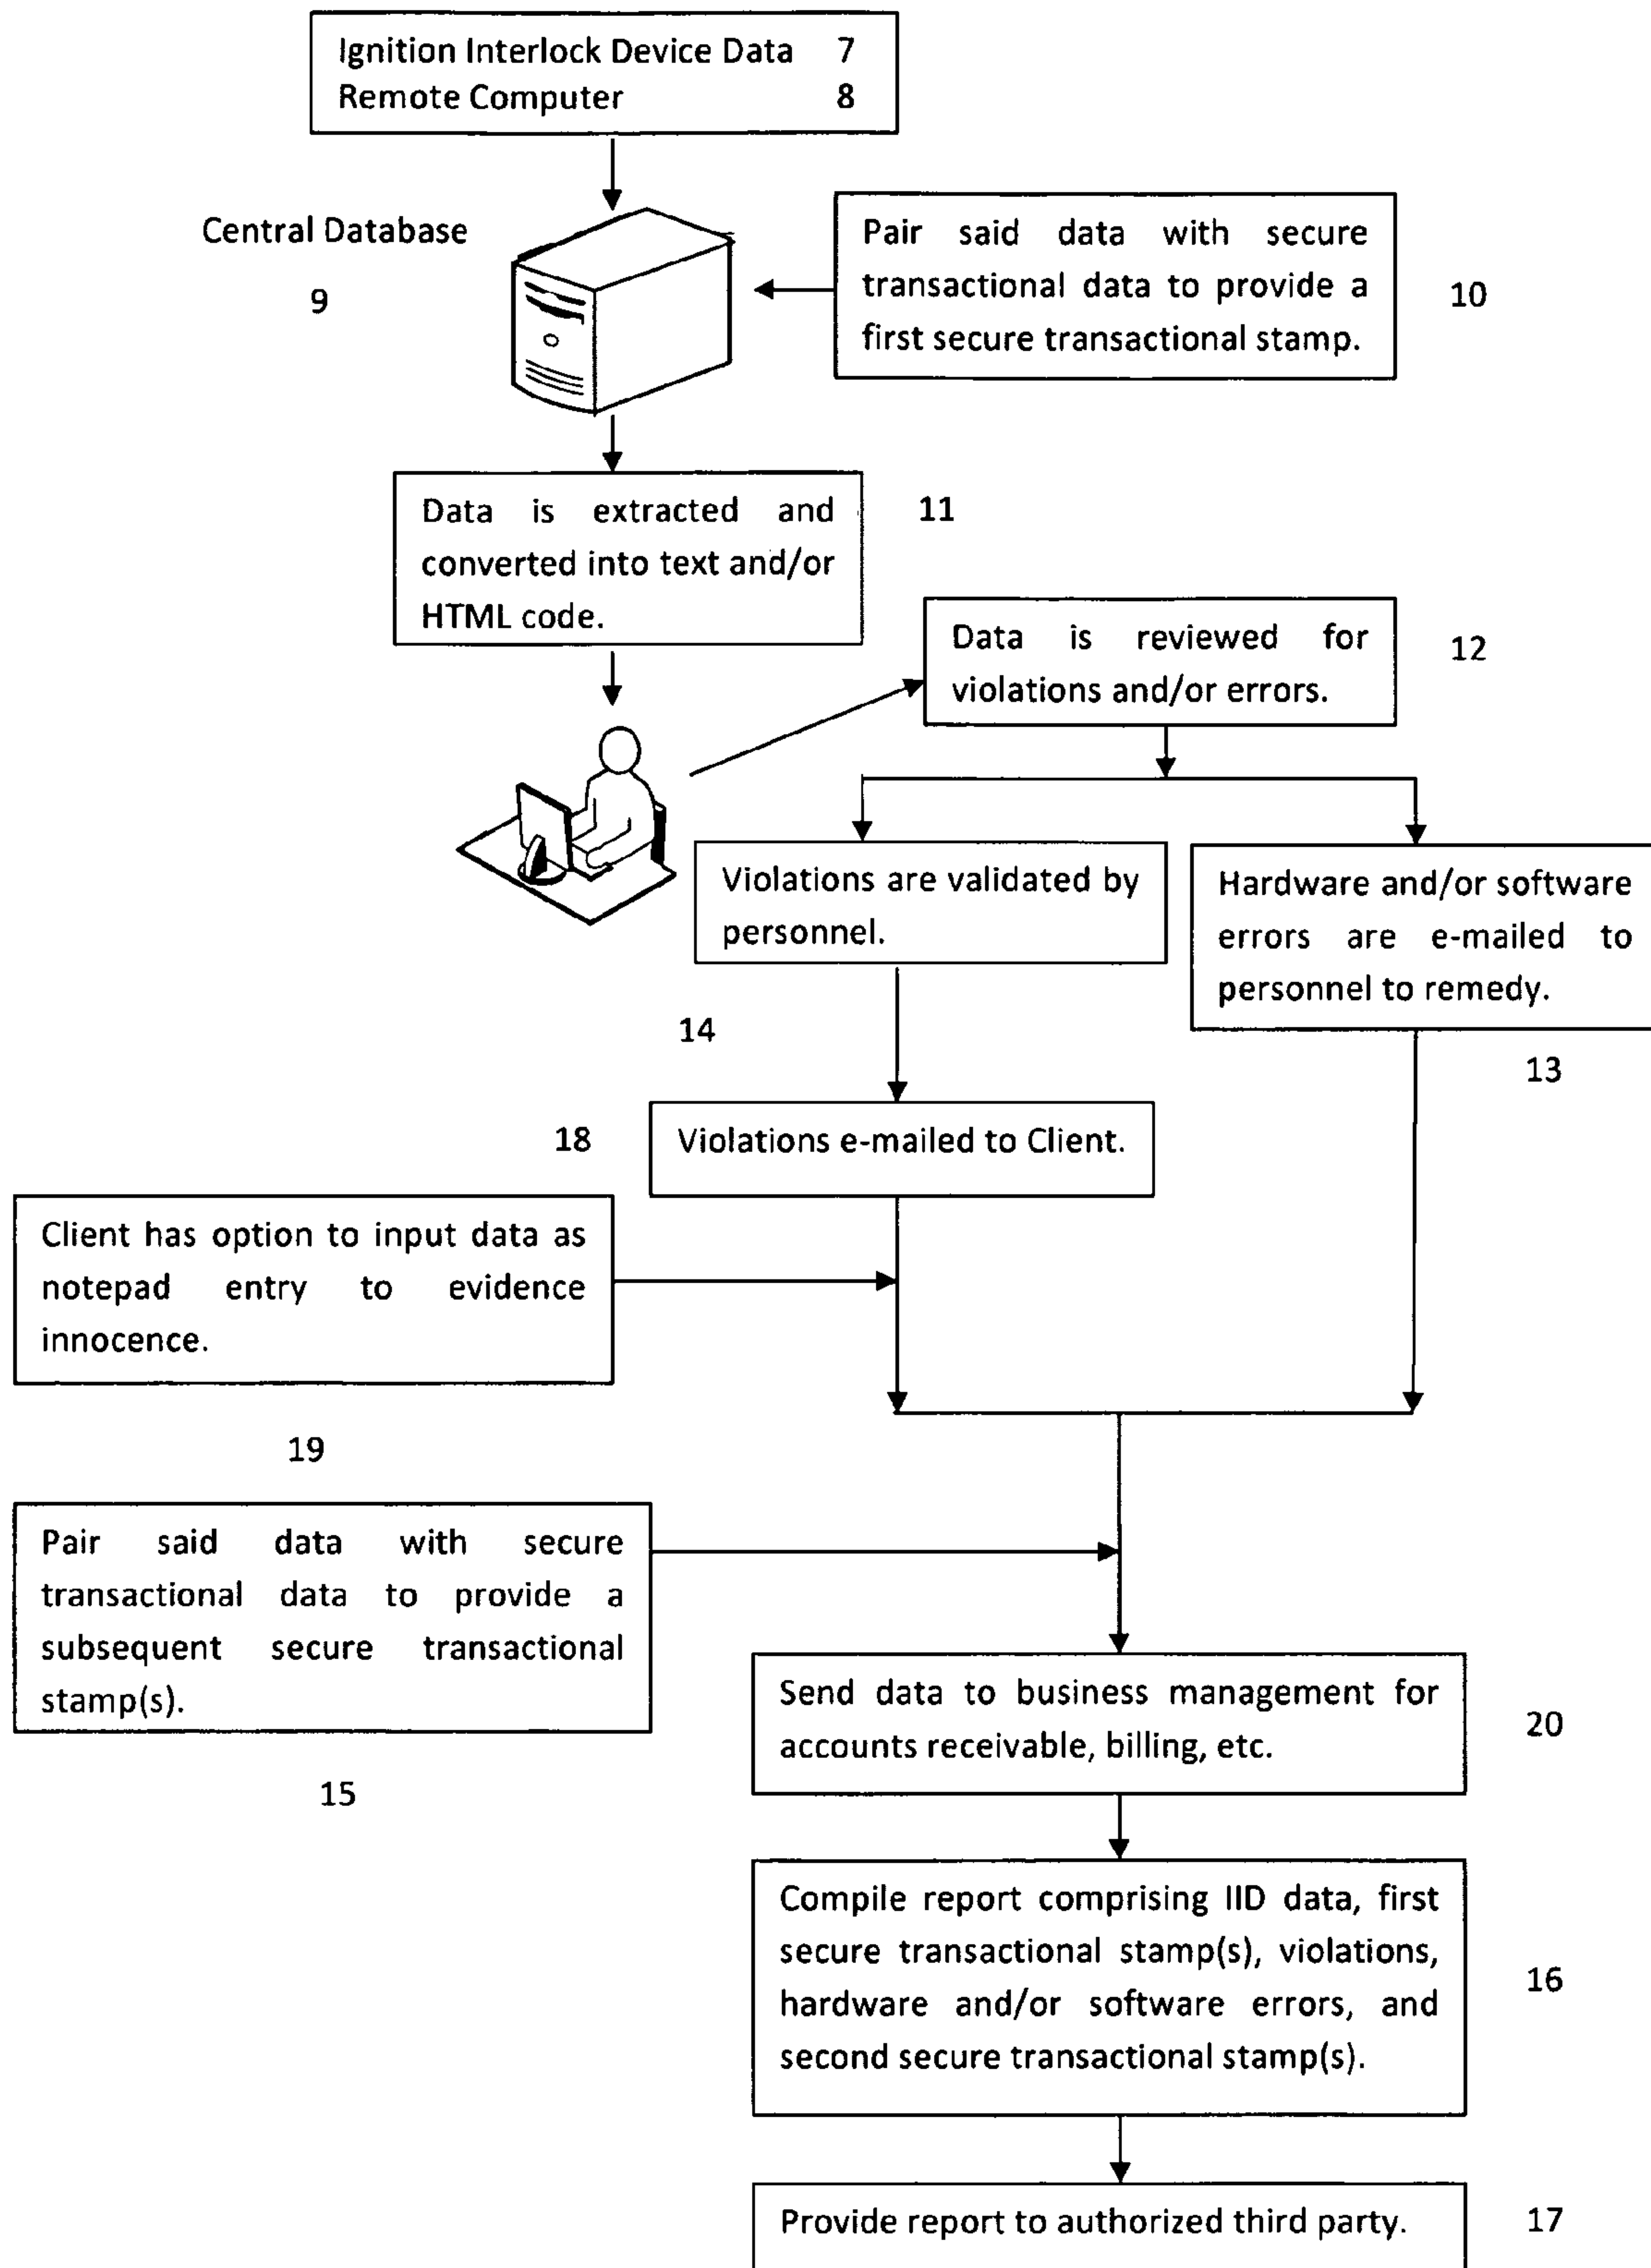 Ignition Interlock Device Data 7
Remote Computer 8
Central Database
9
Pair said data with secure
transactional data to provide a
first secure transactional stamp.
10
Data is extracted and
converted into text and/or
HTML code.
11
Data is reviewed for
violations and/or errors.
12
Violations are validated by
personnel.
14
Hardware and/or software
errors are e-mailed to
personnel to remedy.
13
18
Violations e-mailed to Client.
Client has option to input data as
notepad entry to evidence
innocence.
19
Pair said data with secure
transactional data to provide a
subsequent secure transactional
stamp(s).
15
Send data to business management for
accounts receivable, billing, etc.
20
Compile report comprising IID data, first
secure transactional stamp(s), violations,
hardware and/or software errors, and
second secure transactional stamp(s).
16
Provide report to authorized third party.
17